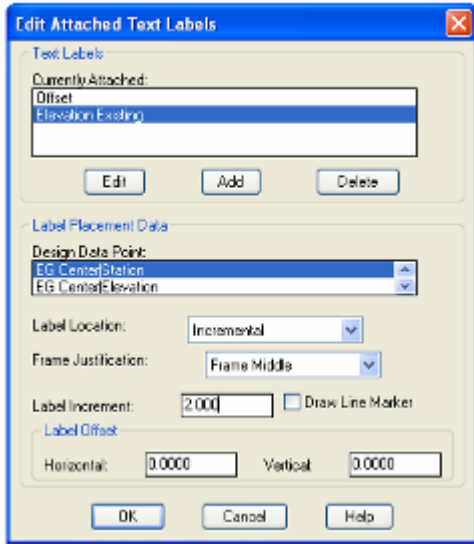 Edit Attached Text Labels
Text Labels
Currently Attached:
Offset
Elevation Existing
Edit Add Delete
Label Placement Data
Design Data Point:
EG Center|Station
EG Center|Elevation
Label Location: Incremental
Frame Justification: Frame Middle
Label Increment: 2.000 Draw Line Marker
Label Offset
Horizontal: 0.0000 Vertical: 0.0000
OK Cancel Help